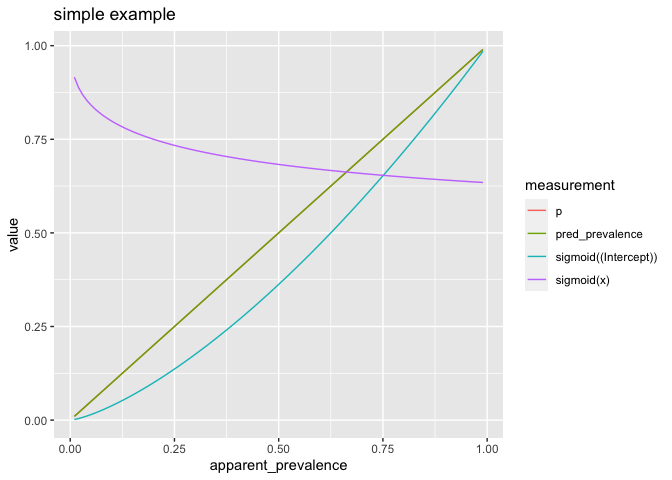 simple example
1.00
0.75
0.50
0.25
0.00
value
0.00 0.25 0.50 0.75 1.00
apparent_prevalence
measurement
p
pred_prevalence
sigmoid((Intercept))
sigmoid(x)